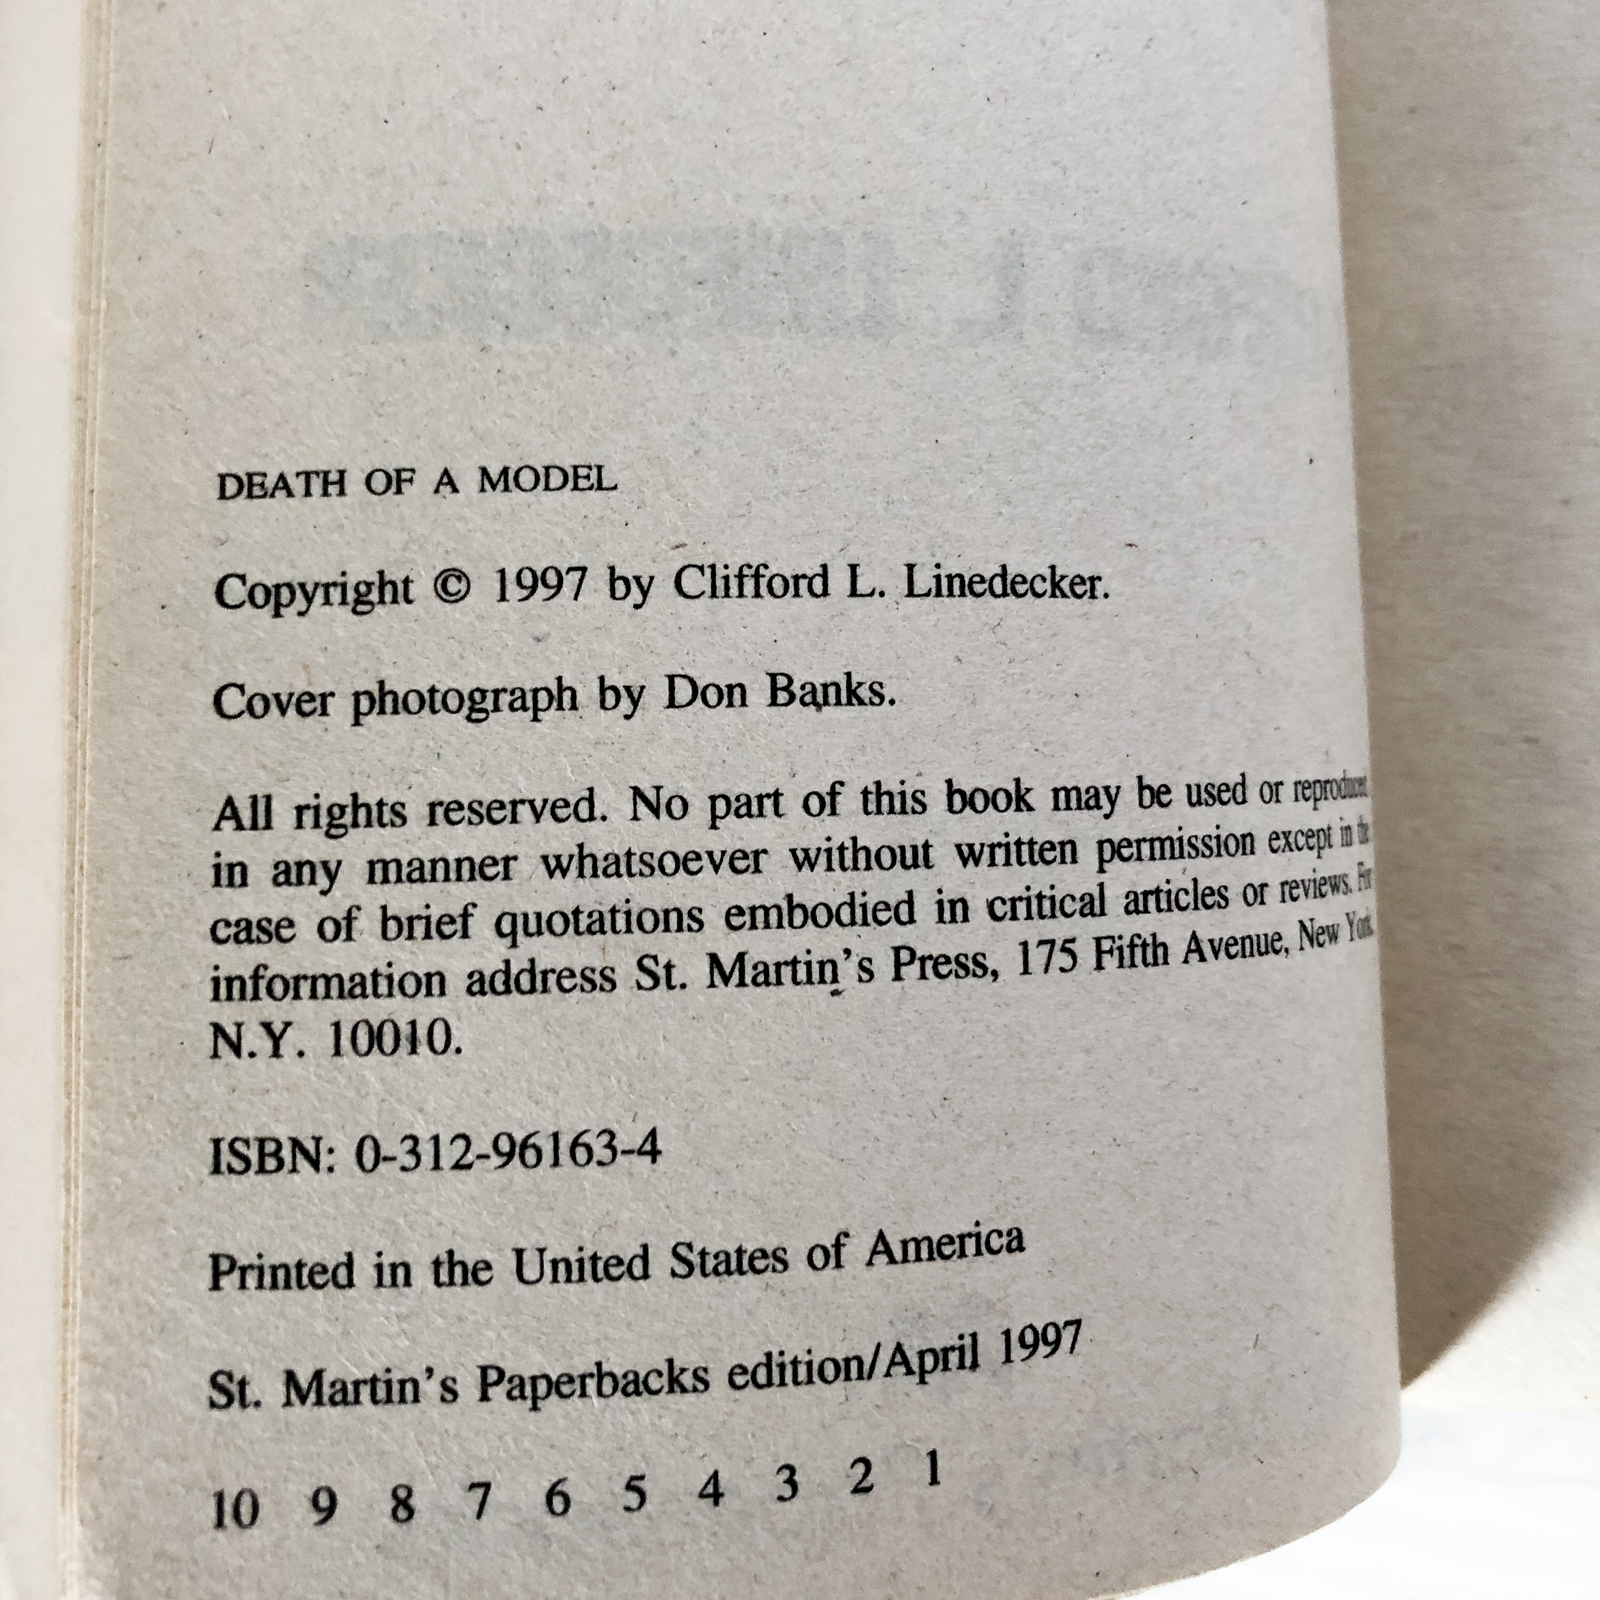 DEATH OF A MODEL
Copyright © 1997 by Clifford L. Linedecker.
Cover photograph by Don Banks.
All rights reserved. No part of this book may be used or reproduced
in any manner whatsoever without written permission except in the
case of brief quotations embodied in critical articles or reviews. For
information address St. Martin's Press, 175 Fifth Avenue, New York
N.Y. 10010.
ISBN: 0-312-96163-4
Printed in the United States of America
St. Martin's Paperbacks edition/April 1997
10 9 8 7 6 5 4 3 2 1